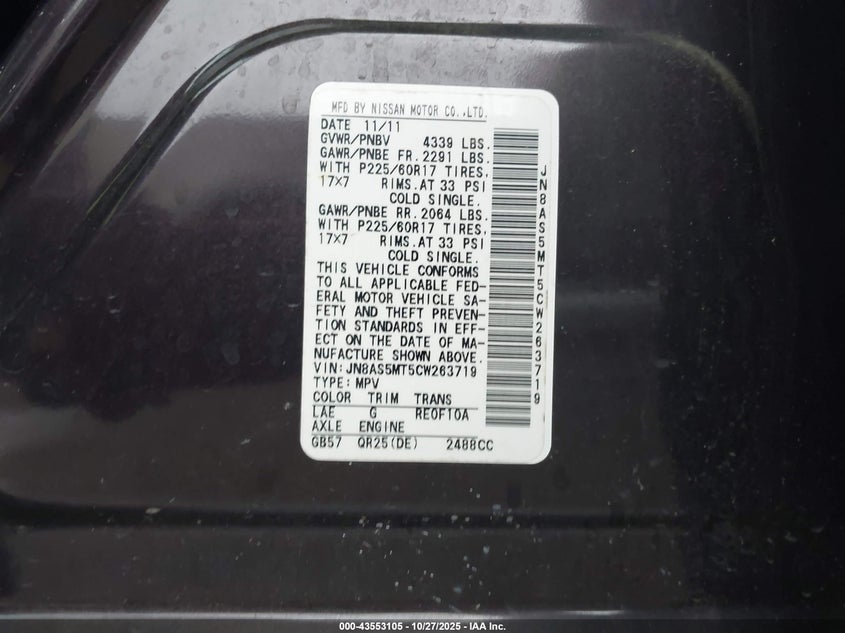 MFD BY NISSAN MOTOR CO.,LTD.
DATE 11/11
GVWR/PNBV 4339 LBS.
GAWR/PNBE FR.2291 LBS.
WITH P225/60R17 TIRES,
17X7 RIMS.AT 33 PSI
COLD SINGLE.
GAWR/PNBE RR.2064 LBS.
WITH P225/60R17 TIRES,
17X7 RIMS.AT 33 PSI
COLD SINGLE.
THIS VEHICLE CONFORMS
TO ALL APPLICABLE FED-
ERAL MOTOR VEHICLE SA-
FETY AND THEFT PREVEN-
TION STANDARDS IN EFF-
ECT ON THE DATE OF MA-
NUFACTURE SHOWN ABOVE.
VIN:JN8AS5MT5CW263719
TYPE:MPV
COLOR TRIM TRANS
LAE G RE0F10A
AXLE ENGINE
GB57 QR25(DE) 2488CC
JN8AS5MT5CW263719
000-43553105 - 10/27/2025 - IAA Inc.